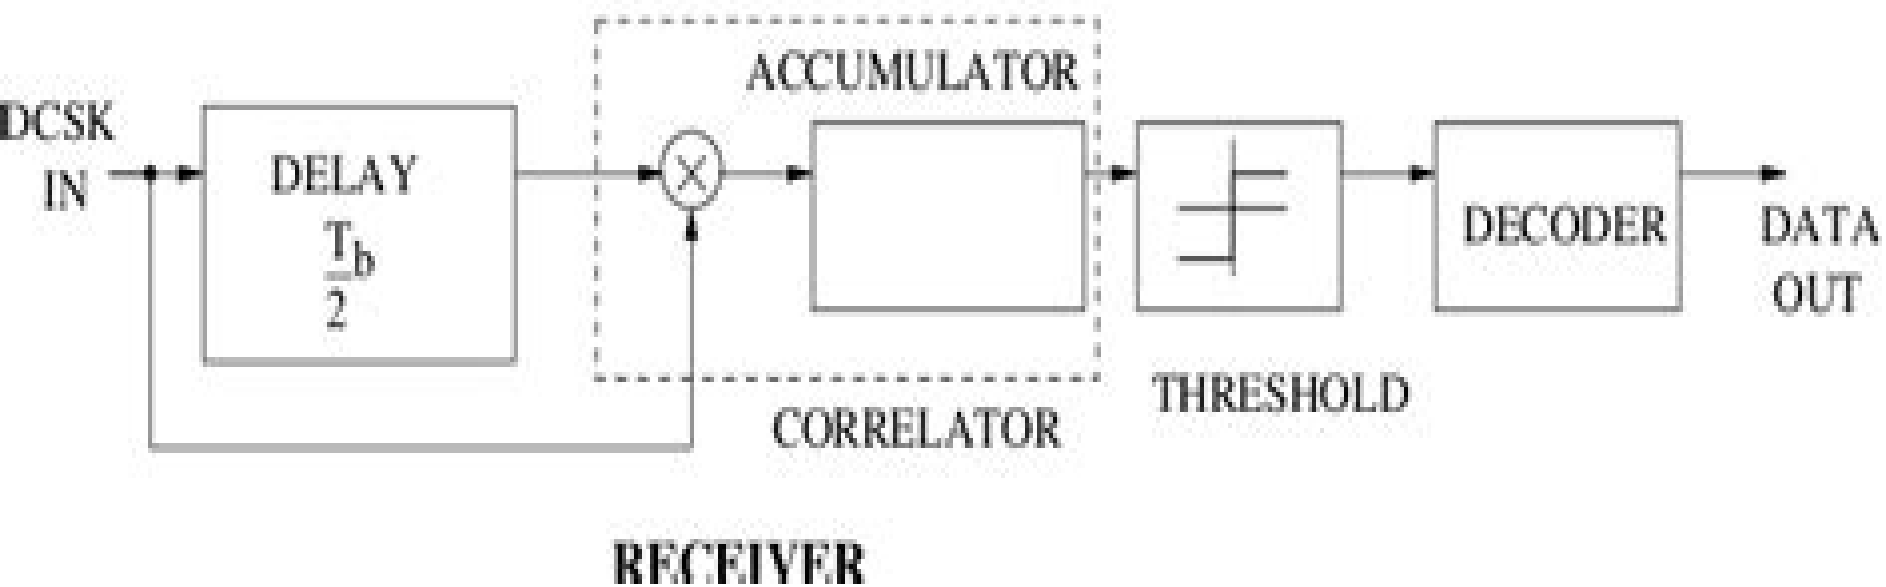 ACCUMULATOR
DCSK
IN
DELAY
T
b
2
DECODER
DATA
OUT
THRESHOLD
CORRELATOR
RECEIVER